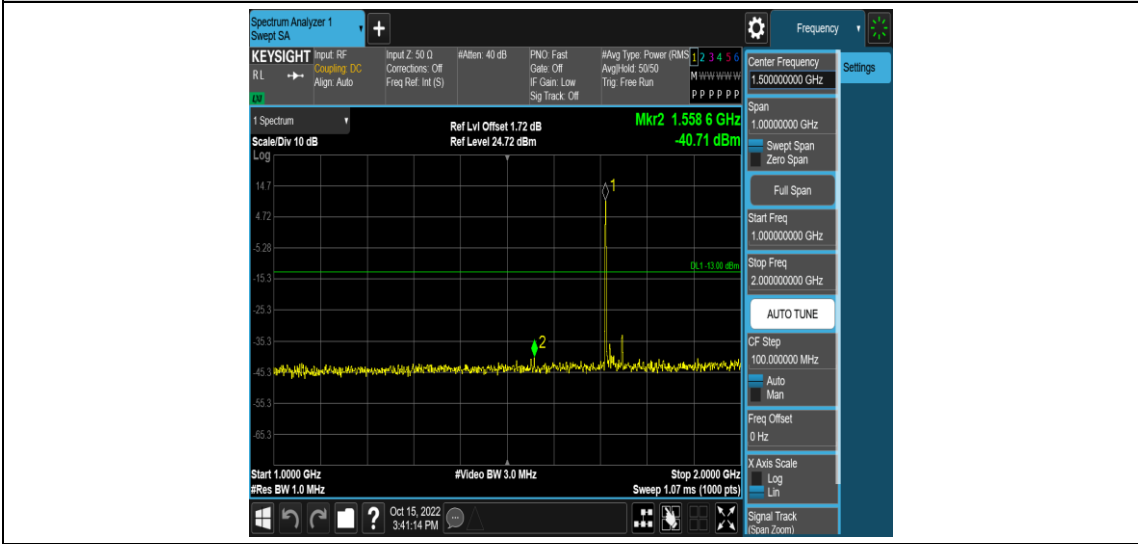 Spectrum Analyzer 1
Swept SA
+
Frequency
KEYSIGHT
RL
Input: RF
Coupling: DC
Align: Auto
Input Z: 50 Ω
Corrections: Off
Freq Ref: Int (S)
#Atten: 40 dB
PNO: Fast
Gate: Off
IF Gain: Low
Sig Track: Off
#Avg Type: Power (RMS
Avg|Hold: 50/50
Trig: Free Run
1 2 3 4 5 6
M W W W W W
P P P P P P
1 Spectrum
Scale/Div 10 dB
Log
Ref Lvl Offset 1.72 dB
Ref Level 24.72 dBm
Mkr2 1.558 6 GHz
-40.71 dBm
14.7
4.72
-5.28
-15.3
-25.3
-35.3
-45.3
-55.3
-65.3
1
DL1 -13.00 dBm
2
Start 1.0000 GHz
#Res BW 1.0 MHz
#Video BW 3.0 MHz
Stop 2.0000 GHz
Sweep 1.07 ms (1000 pts)
?
Oct 15, 2022
3:41:14 PM
Center Frequency
1.500000000 GHz
Settings
Span
1.00000000 GHz
Swept Span
Zero Span
Full Span
Start Freq
1.000000000 GHz
Stop Freq
2.000000000 GHz
AUTO TUNE
CF Step
100.000000 MHz
Auto
Man
Freq Offset
0 Hz
X Axis Scale
Log
Lin
Signal Track
(Span Zoom)